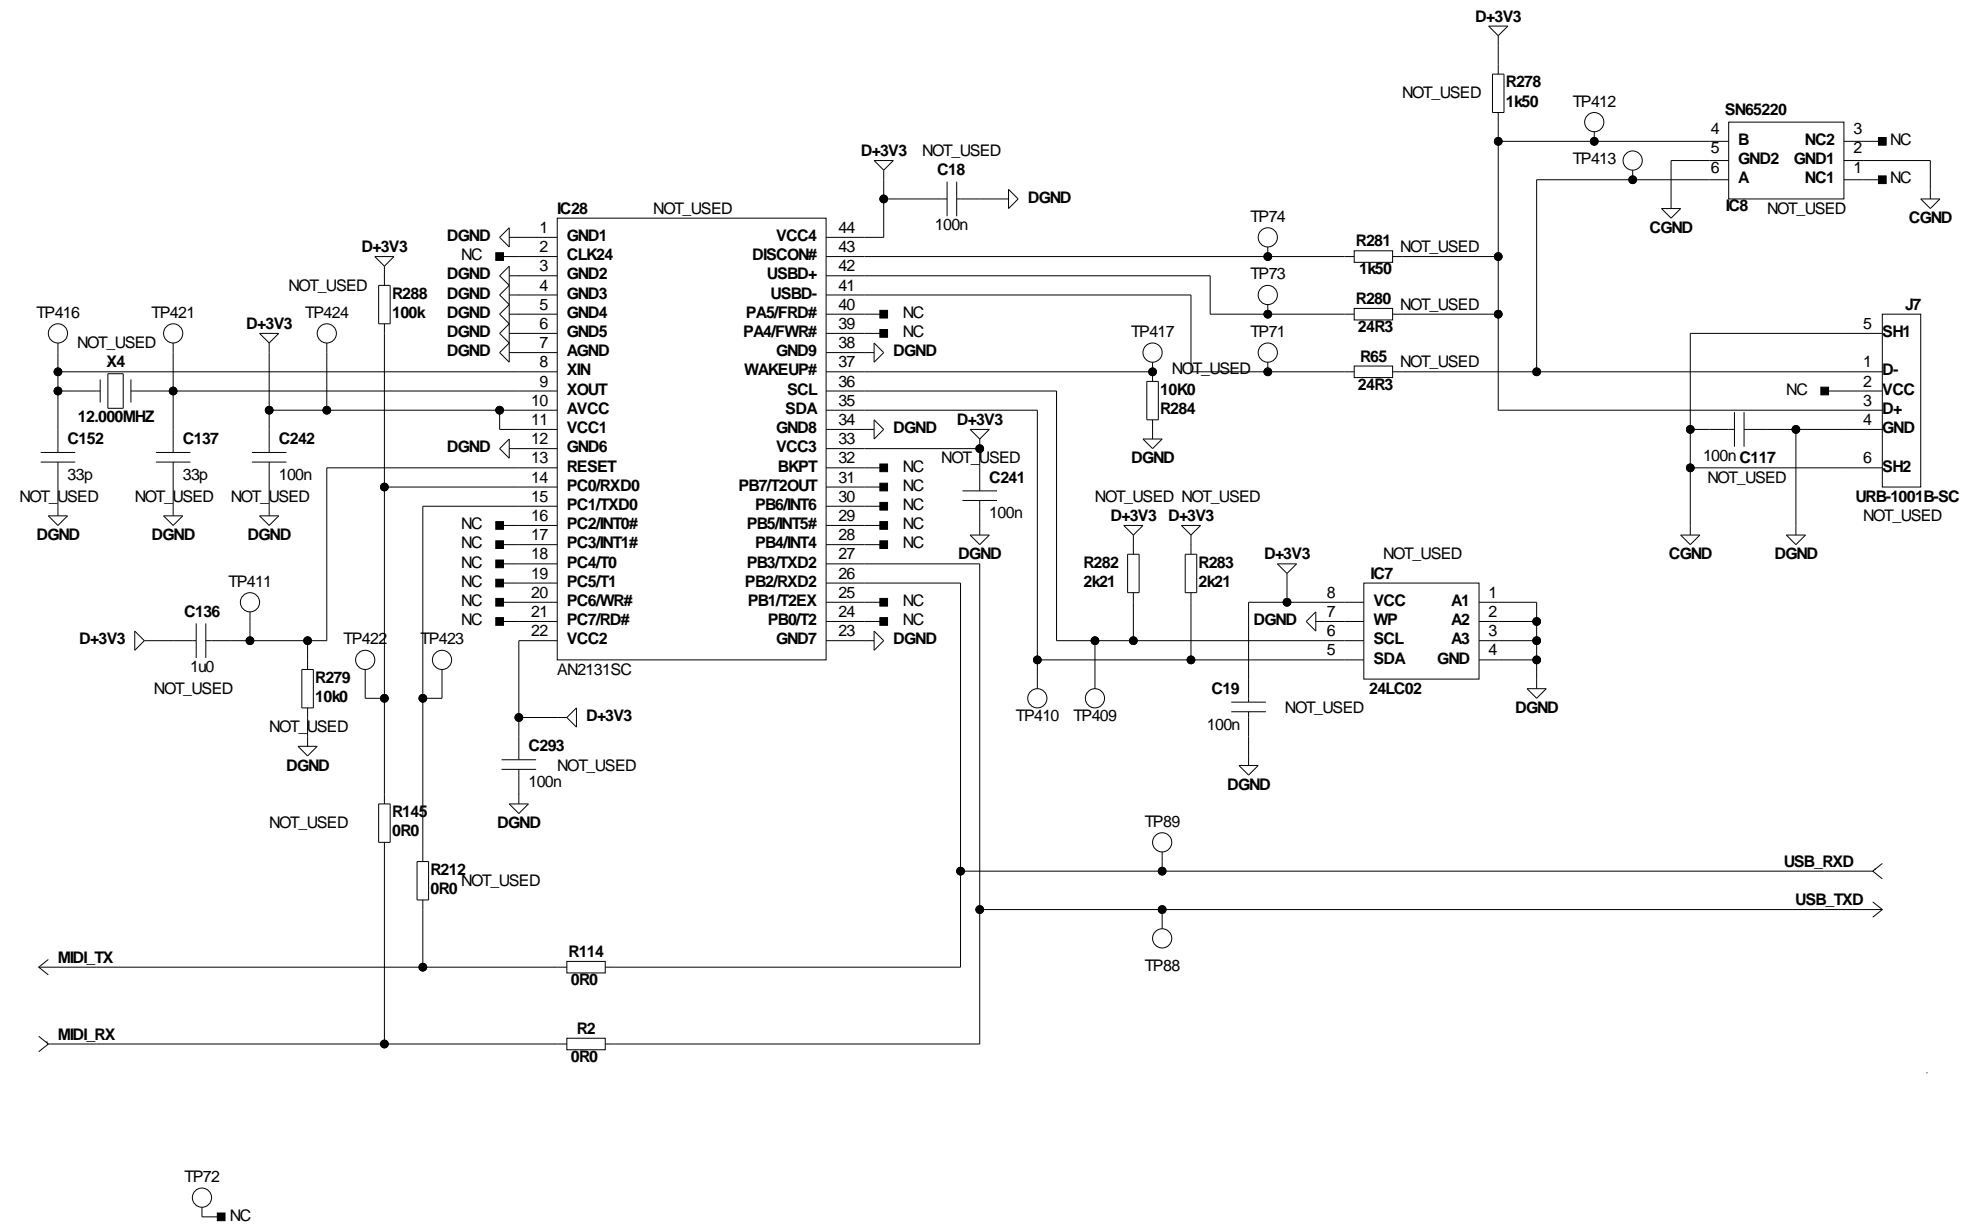 D+3V3
R278
NOT_USED
1k50
TP412
SN65220
4 B NC2 3 NC
5 GND2 GND1 2
6 A NC1 1 NC
TP413
IC8
NOT_USED
CGND
CGND
D+3V3
NOT_USED
C18
100n
DGND
IC28
NOT_USED
DGND 1 GND1
NC 2 CLK24
DGND 3 GND2
DGND 4 GND3
DGND 5 GND4
DGND 6 GND5
DGND 7 AGND
8 XIN
9 XOUT
10 AVCC
11 VCC1
DGND 12 GND6
13 RESET
14 PC0/RXD0
15 PC1/TXD0
NC 16 PC2/INT0#
NC 17 PC3/INT1#
NC 18 PC4/T0
NC 19 PC5/T1
NC 20 PC6/WR#
NC 21 PC7/RD#
22 VCC2
AN2131SC
VCC4 44
DISCON# 43
USBD+ 42
USBD- 41
PA5/FRD# 40 NC
PA4/FWR# 39 NC
GND9 38 DGND
WAKEUP# 37
SCL 36
SDA 35
GND8 34 DGND
VCC3 33
BKPT 32 NC
PB7/T2OUT 31 NC
PB6/INT6 30 NC
PB5/INT5# 29 NC
PB4/INT4 28 NC
PB3/TXD2 27
PB2/RXD2 26
PB1/T2EX 25 NC
PB0/T2 24 NC
GND7 23 DGND
D+3V3
NOT_USED
R288
100k
TP416
TP421
D+3V3
TP424
NOT_USED
X4
12.000MHZ
C152
33p
NOT_USED
DGND
C137
33p
NOT_USED
DGND
C242
100n
NOT_USED
DGND
TP411
C136
D+3V3
1u0
NOT_USED
R279
10k0
NOT_USED
DGND
TP422
TP423
D+3V3
C293
NOT_USED
100n
DGND
NOT_USED
R145
0R0
R212
0R0
NOT_USED
TP74
R281
NOT_USED
1k50
TP73
R280
NOT_USED
24R3
TP417
TP71
R65
NOT_USED
24R3
NOT_USED
10K0
R284
DGND
D+3V3
NOT_USED
C241
100n
DGND
NOT_USED
NOT_USED
D+3V3
D+3V3
R282
2k21
R283
2k21
D+3V3
NOT_USED
IC7
8 VCC A1 1
DGND 7 WP A2 2
6 SCL A3 3
5 SDA GND 4
24LC02
DGND
TP410
TP409
C19
NOT_USED
100n
DGND
J7
5 SH1
1 D-
NC 2 VCC
3 D+
4 GND
6 SH2
100n
C117
NOT_USED
URB-1001B-SC
NOT_USED
CGND
DGND
TP89
USB_RXD
USB_TXD
TP88
MIDI_TX
R114
0R0
MIDI_RX
R2
0R0
TP72
NC